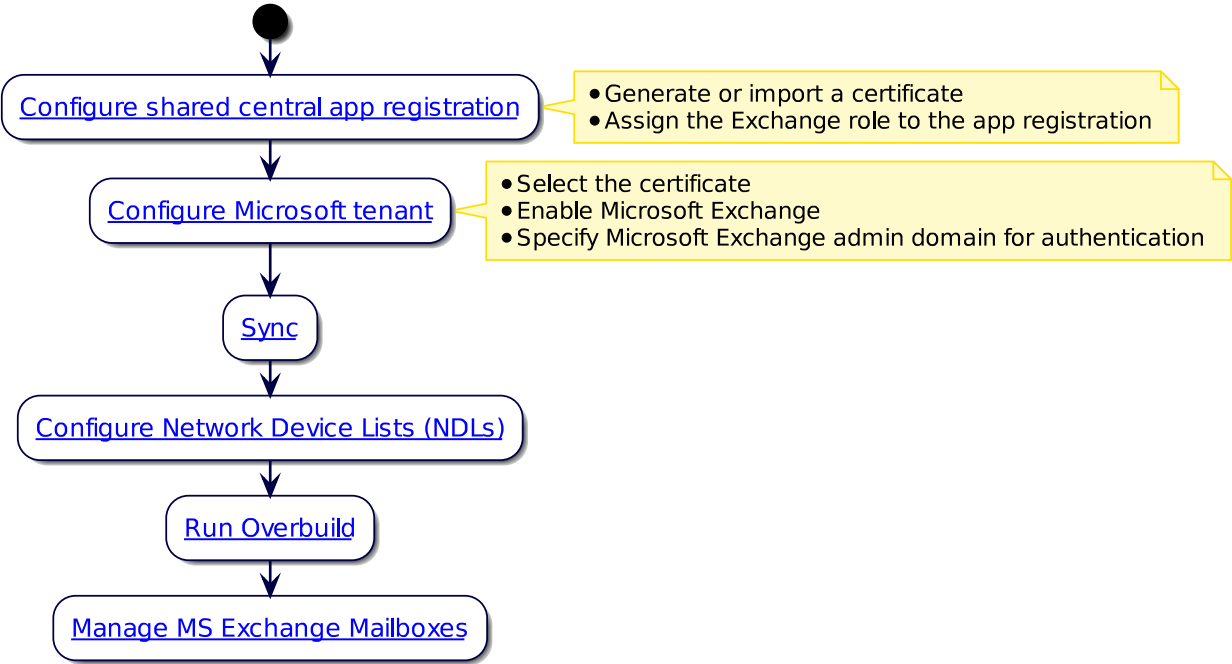 Configure shared central app registration
• Generate or import a certificate
• Assign the Exchange role to the app registration
Configure Microsoft tenant
• Select the certificate
• Enable Microsoft Exchange
• Specify Microsoft Exchange admin domain for authentication
Sync
Configure Network Device Lists (NDLs)
Run Overbuild
Manage MS Exchange Mailboxes